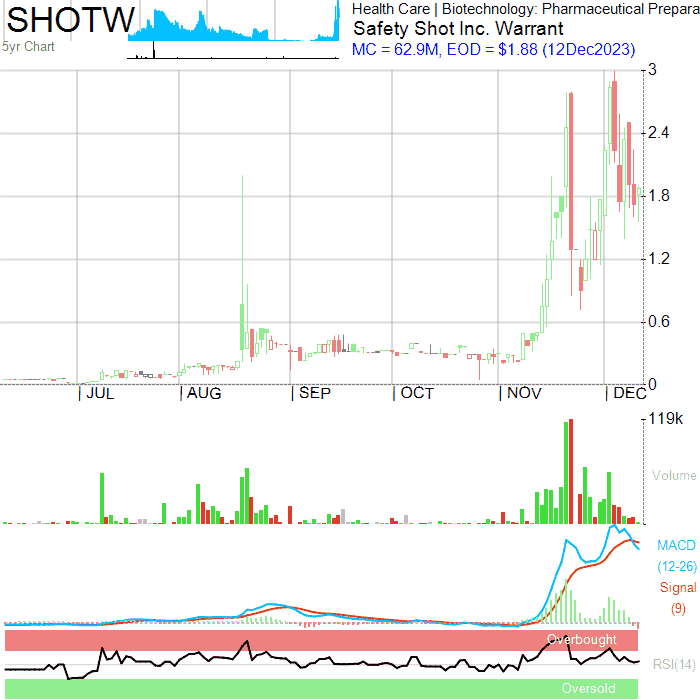 SHOTW
5yr Chart
Health Care | Biotechnology: Pharmaceutical Prepara
Safety Shot Inc. Warrant
MC = 62.9M, EOD = $1.88 (12Dec2023)
3
2.4
1.8
1.2
0.6
0
| JUL | AUG | SEP | OCT | NOV | DEC
119k
Volume
MACD
(12-26)
Signal
(9)
Overbought
RSI(14)
Oversold